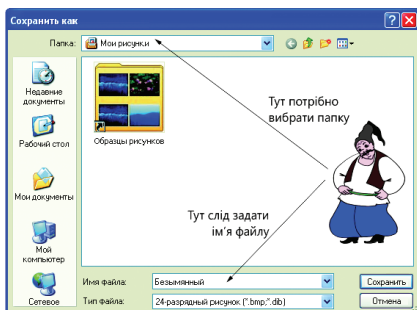 Сохранить как
Папка: Мои рисунки
Недавние документы
Рабочий стол
Мои документы
Мой компьютер
Сетевое
Образцы рисунков
Тут потрібно
вибрати папку
Тут слід задати
ім'я файлу
Имя файла: Безымянный Сохранить
Тип файла: 24-разрядный рисунок (*.bmp;*.dib) Отмена